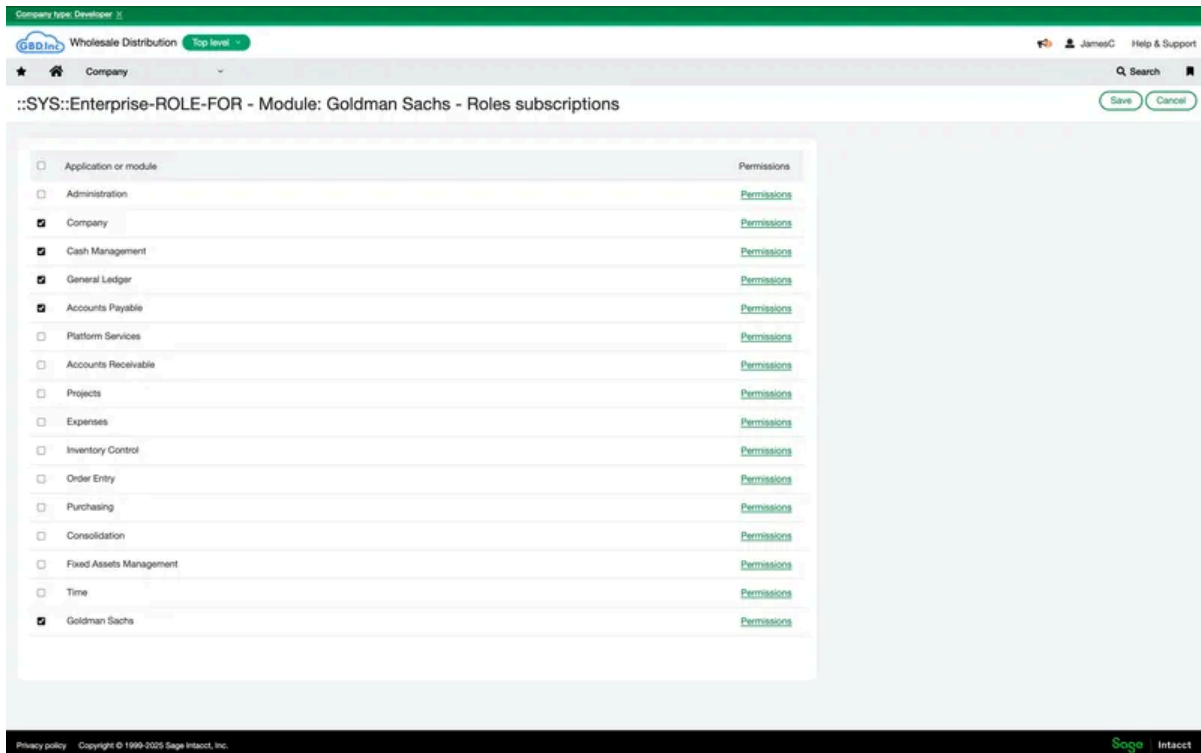 Company type: Developer X
GBD.Inc Wholesale Distribution Top level JamesC Help & Support
Company Search
::SYS::Enterprise-ROLE-FOR - Module: Goldman Sachs - Roles subscriptions Save Cancel
Application or module Permissions
Administration Permissions
Company Permissions
Cash Management Permissions
General Ledger Permissions
Accounts Payable Permissions
Platform Services Permissions
Accounts Receivable Permissions
Projects Permissions
Expenses Permissions
Inventory Control Permissions
Order Entry Permissions
Purchasing Permissions
Consolidation Permissions
Fixed Assets Management Permissions
Time Permissions
Goldman Sachs Permissions
Privacy policy Copyright © 1999-2025 Sage Intacct, Inc. Sage Intacct